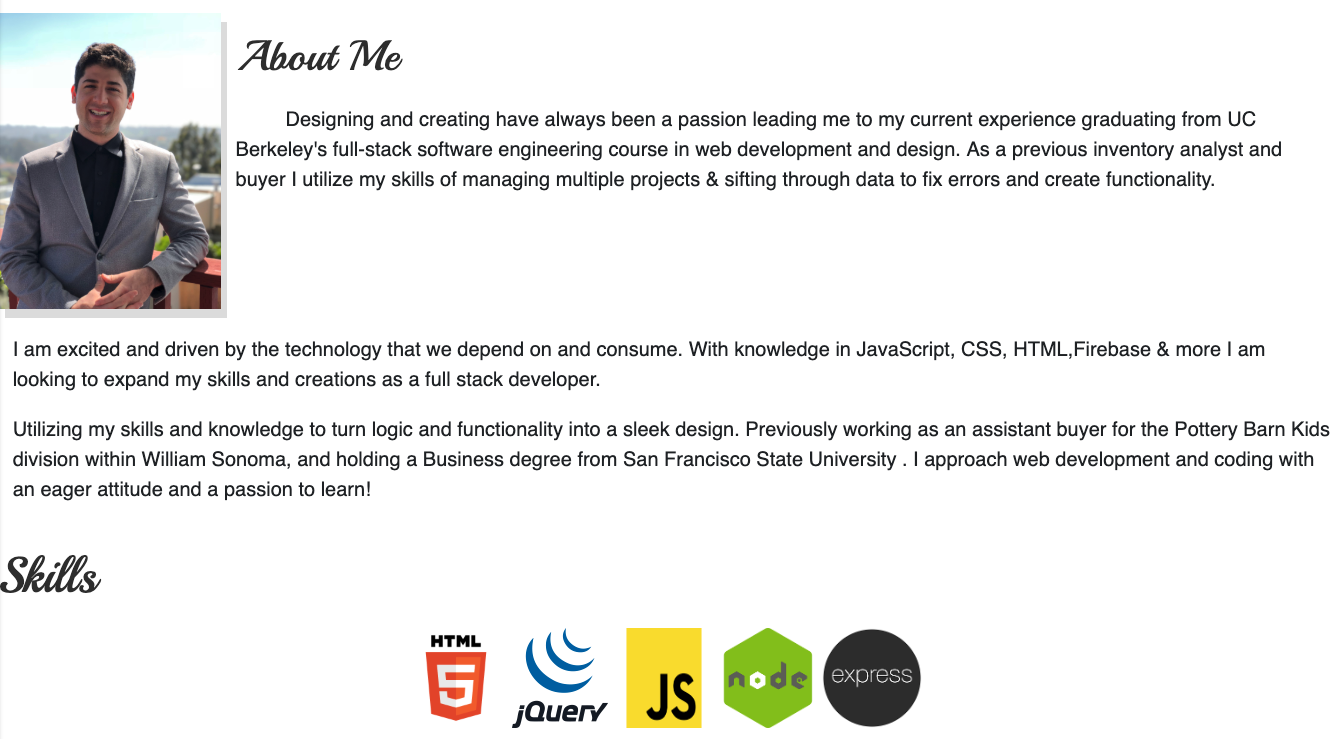 About Me
Designing and creating have always been a passion leading me to my current experience graduating from UC
Berkeley's full-stack software engineering course in web development and design. As a previous inventory analyst and
buyer I utilize my skills of managing multiple projects & sifting through data to fix errors and create functionality.
I am excited and driven by the technology that we depend on and consume. With knowledge in JavaScript, CSS, HTML,Firebase & more I am
looking to expand my skills and creations as a full stack developer.
Utilizing my skills and knowledge to turn logic and functionality into a sleek design. Previously working as an assistant buyer for the Pottery Barn Kids
division within William Sonoma, and holding a Business degree from San Francisco State University . I approach web development and coding with
an eager attitude and a passion to learn!
Skills
HTML
5
jQuery
JS
node
express